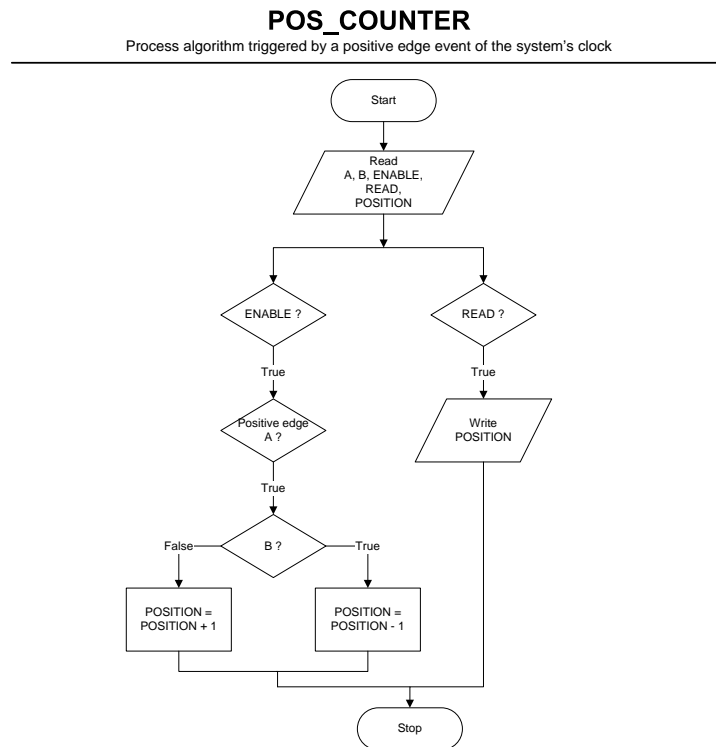 POS_COUNTER
Process algorithm triggered by a positive edge event of the system's clock
Start
Read
A, B, ENABLE,
READ,
POSITION
ENABLE ?
READ ?
True
True
Positive edge
A ?
Write
POSITION
True
B ?
False
True
POSITION =
POSITION + 1
POSITION =
POSITION - 1
Stop